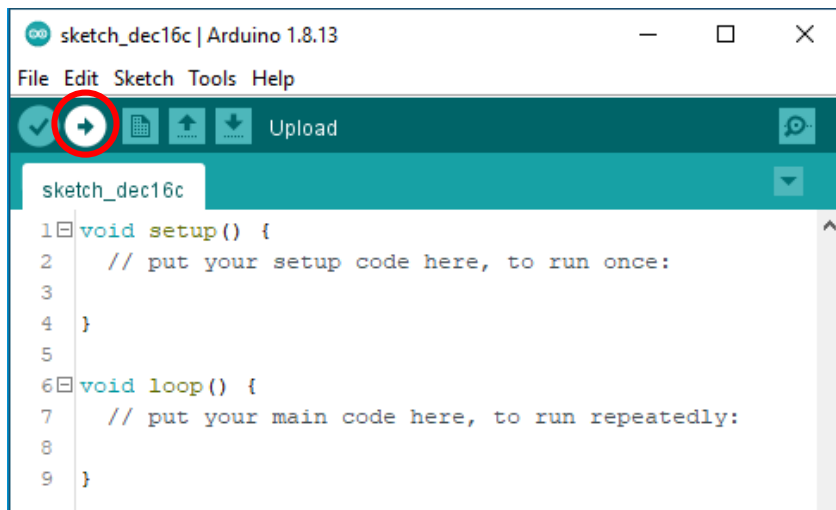 sketch_dec16c | Arduino 1.8.13
File Edit Sketch Tools Help
Upload
sketch_dec16c
1 void setup() {
2   // put your setup code here, to run once:
3
4 }
5
6 void loop() {
7   // put your main code here, to run repeatedly:
8
9 }